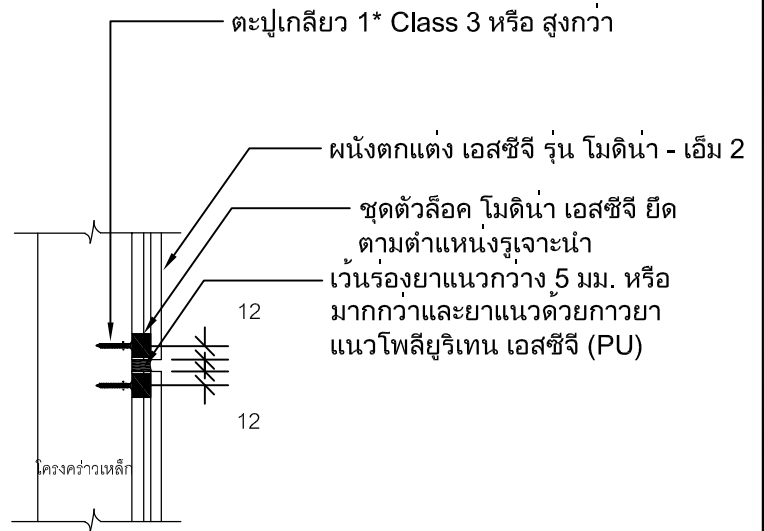 ตะปูเกลียว 1* Class 3 หรือ สูงกว่า
ผนังตกแต่ง เอสซีจี รุ่น โมดิน่า - เอ็ม 2
ชุดตัวล็อค โมดิน่า เอสซีจี ยึด
ตามตำแหน่งรูเจาะนำ
เว้นร่องยาแนวกว่าง 5 มม. หรือ
มากกว่าและยาแนวด้วยกาวยา
แนวโพลียูริเทน เอสซีจี (PU)
12
12
โครงคร่าวเหล็ก